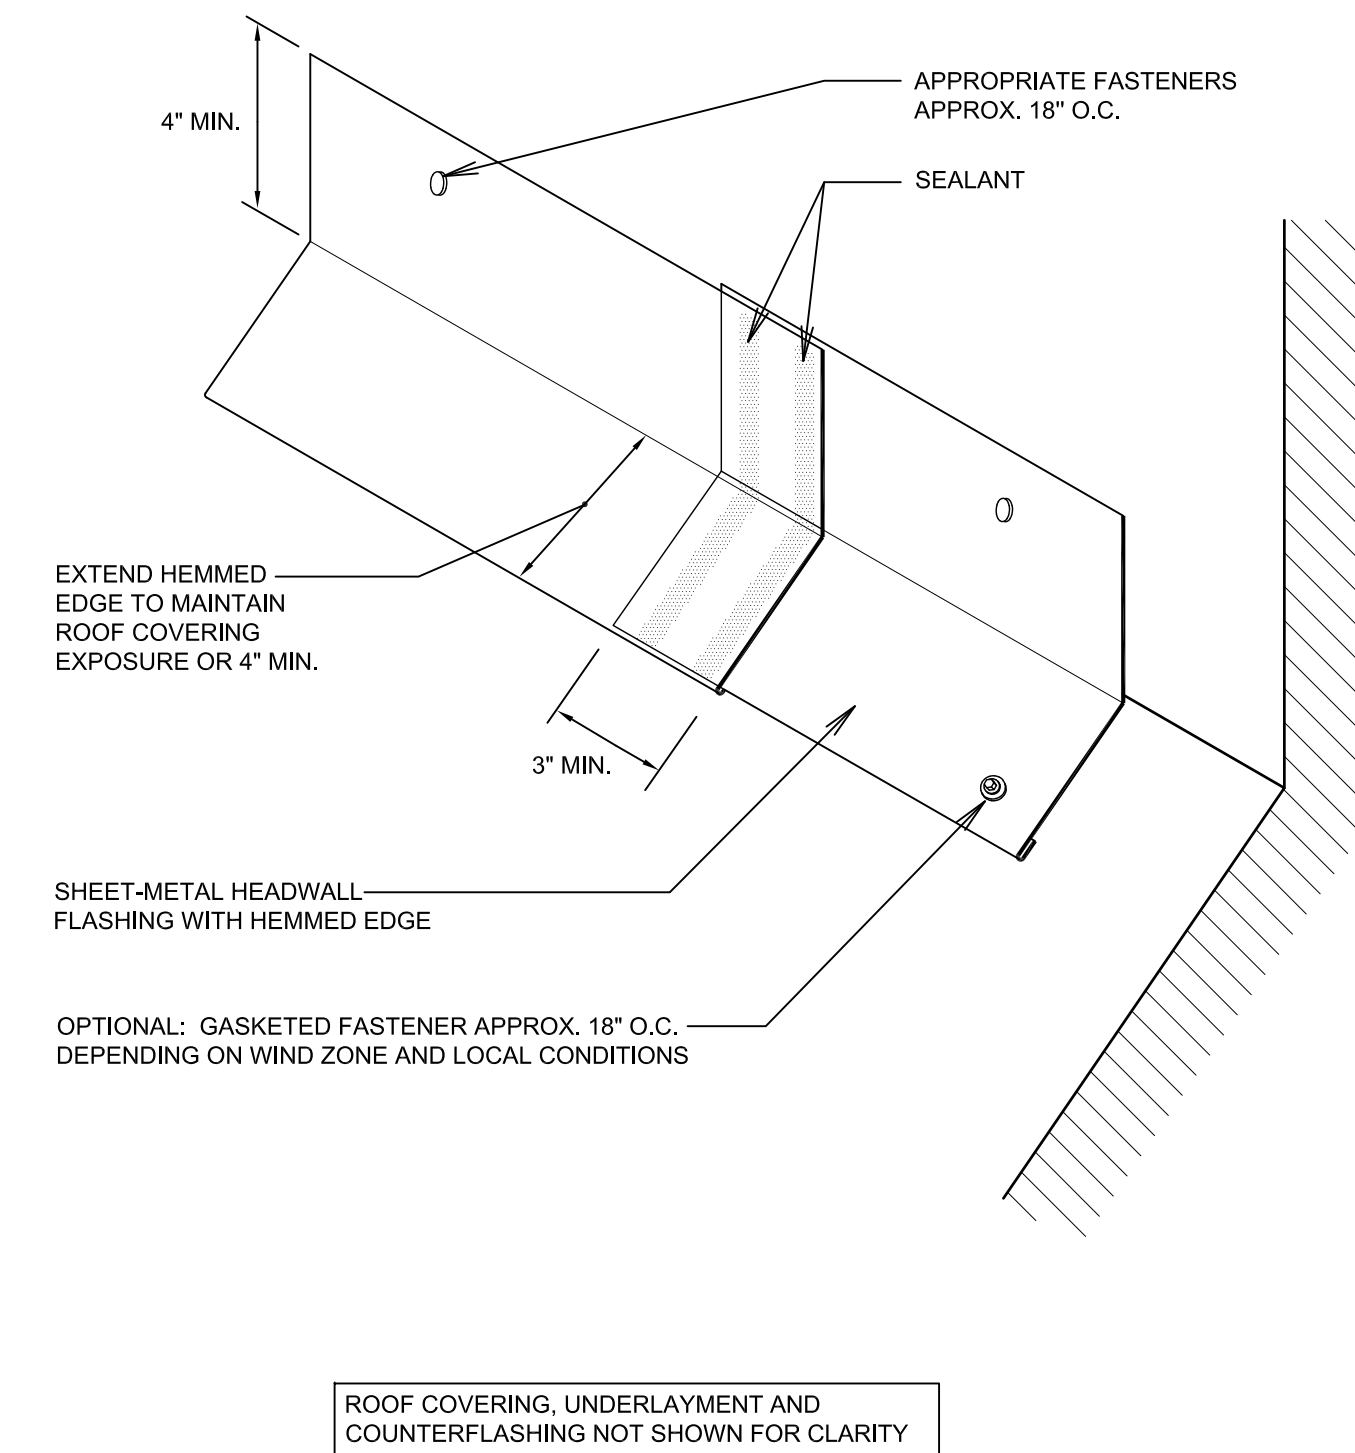 4" MIN.
APPROPRIATE FASTENERS
APPROX. 18" O.C.
SEALANT
EXTEND HEMMED
EDGE TO MAINTAIN
ROOF COVERING
EXPOSURE OR 4" MIN.
3" MIN.
SHEET-METAL HEADWALL
FLASHING WITH HEMMED EDGE
OPTIONAL: GASKETED FASTENER APPROX. 18" O.C.
DEPENDING ON WIND ZONE AND LOCAL CONDITIONS
ROOF COVERING, UNDERLAYMENT AND
COUNTERFLASHING NOT SHOWN FOR CLARITY